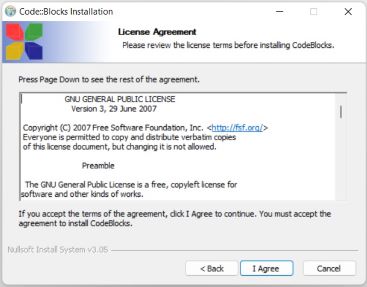 Code::Blocks Installation
License Agreement
Please review the license terms before installing CodeBlocks.
Press Page Down to see the rest of the agreement.
GNU GENERAL PUBLIC LICENSE
Version 3, 29 June 2007
Copyright (C) 2007 Free Software Foundation, Inc. <http://fsf.org/>
Everyone is permitted to copy and distribute verbatim copies
of this license document, but changing it is not allowed.
Preamble
The GNU General Public License is a free, copyleft license for
software and other kinds of works.
If you accept the terms of the agreement, click I Agree to continue. You must accept the
agreement to install CodeBlocks.
Nullsoft Install System v3.05
< Back
I Agree
Cancel